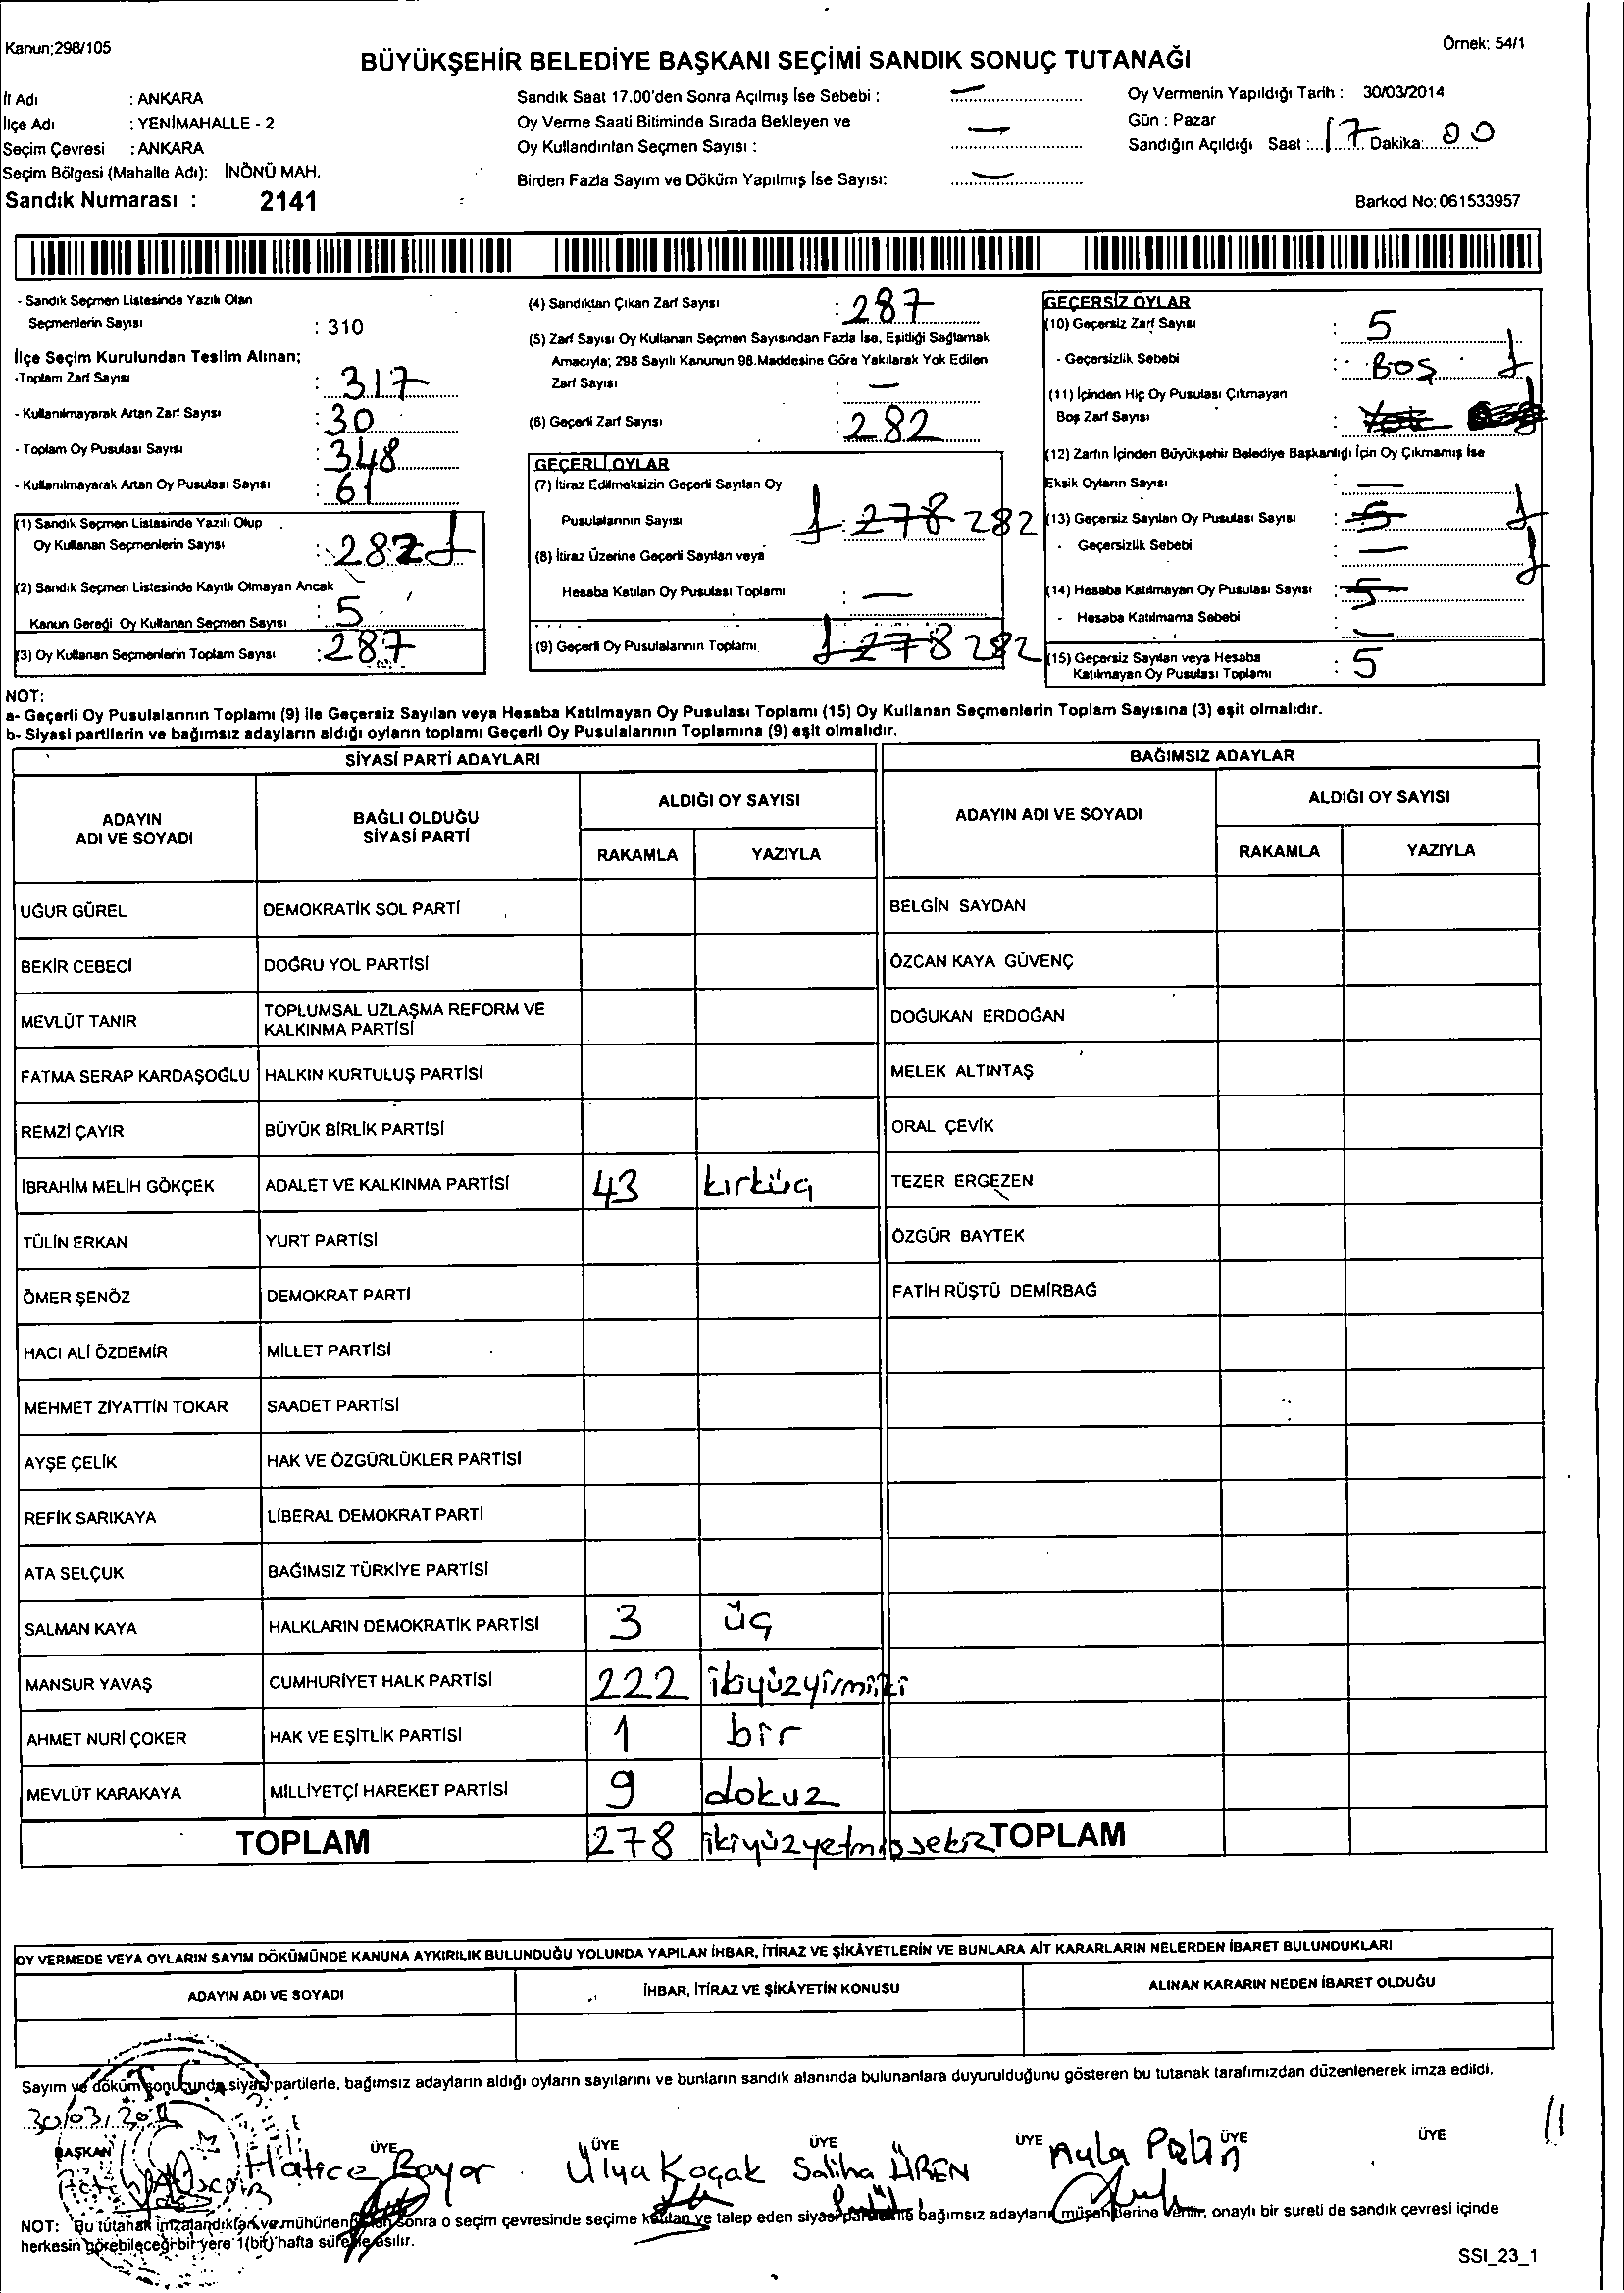 Kanun;298/105
Örnek: 54/1
BÜYÜKŞEHİR BELEDİYE BAŞKANI SEÇİMİ SANDIK SONUÇ TUTANAĞI
İl Adı : ANKARA
İlçe Adı : YENİMAHALLE - 2
Seçim Çevresi : ANKARA
Seçim Bölgesi (Mahalle Adı): İNÖNÜ MAH.
Sandık Numarası : 2141
Sandık Saat 17.00'den Sonra Açılmış İse Sebebi : —
Oy Verme Saati Bitiminde Sırada Bekleyen ve
Oy Kullandırılan Seçmen Sayısı : —
Birden Fazla Sayım ve Döküm Yapılmış İse Sayısı: —
Oy Vermenin Yapıldığı Tarih : 30/03/2014
Gün : Pazar
Sandığın Açıldığı Saat :...17... Dakika:...00
Barkod No: 061533957
- Sandık Seçmen Listesinde Yazılı Olan
Seçmenlerin Sayısı : 310
İlçe Seçim Kurulundan Teslim Alınan;
-Toplam Zarf Sayısı : 317
- Kullanılmayarak Artan Zarf Sayısı : 30
- Toplam Oy Pusulası Sayısı : 348
- Kullanılmayarak Artan Oy Pusulası Sayısı : 61
(1) Sandık Seçmen Listesinde Yazılı Olup
Oy Kullanan Seçmenlerin Sayısı : 282
(2) Sandık Seçmen Listesinde Kayıtlı Olmayan Ancak
Kanun Gereği Oy Kullanan Seçmen Sayısı : 5
(3) Oy Kullanan Seçmenlerin Toplam Sayısı : 287
(4) Sandıktan Çıkan Zarf Sayısı : 287
(5) Zarf Sayısı Oy Kullanan Seçmen Sayısından Fazla İse, Eşitliği Sağlamak
Amacıyla; 298 Sayılı Kanunun 98.Maddesine Göre Yakılarak Yok Edilen
Zarf Sayısı : —
(6) Geçerli Zarf Sayısı : 282
GEÇERLİ OYLAR
(7) İtiraz Edilmeksizin Geçerli Sayılan Oy
Pusulalarının Sayısı : 278 282
(8) İtiraz Üzerine Geçerli Sayılan veya
Hesaba Katılan Oy Pusulası Toplamı : —
(9) Geçerli Oy Pusulalarının Toplamı : 278 282
GEÇERSİZ OYLAR
(10) Geçersiz Zarf Sayısı : 5
- Geçersizlik Sebebi : Boş
(11) İçinden Hiç Oy Pusulası Çıkmayan
Boş Zarf Sayısı : Yok
(12) Zarfın İçinden Büyükşehir Belediye Başkanlığı İçin Oy Çıkmamış İse
Eksik Oyların Sayısı : —
(13) Geçersiz Sayılan Oy Pusulası Sayısı : 5
- Geçersizlik Sebebi : —
(14) Hesaba Katılmayan Oy Pusulası Sayısı : 5
- Hesaba Katılmama Sebebi : —
(15) Geçersiz Sayılan veya Hesaba
Katılmayan Oy Pusulası Toplamı : 5
NOT:
a- Geçerli Oy Pusulalarının Toplamı (9) ile Geçersiz Sayılan veya Hesaba Katılmayan Oy Pusulası Toplamı (15) Oy Kullanan Seçmenlerin Toplam Sayısına (3) eşit olmalıdır.
b- Siyasi partilerin ve bağımsız adayların aldığı oyların toplamı Geçerli Oy Pusulalarının Toplamına (9) eşit olmalıdır.
SİYASİ PARTİ ADAYLARI
BAĞIMSIZ ADAYLAR
ADAYIN
ADI VE SOYADI
BAĞLI OLDUĞU
SİYASİ PARTİ
ALDIĞI OY SAYISI
RAKAMLA YAZIYLA
ADAYIN ADI VE SOYADI
ALDIĞI OY SAYISI
RAKAMLA YAZIYLA
UĞUR GÜREL DEMOKRATİK SOL PARTİ BELGİN SAYDAN
BEKİR CEBECİ DOĞRU YOL PARTİSİ ÖZCAN KAYA GÜVENÇ
MEVLÜT TANIR TOPLUMSAL UZLAŞMA REFORM VE
KALKINMA PARTİSİ DOĞUKAN ERDOĞAN
FATMA SERAP KARDAŞOĞLU HALKIN KURTULUŞ PARTİSİ MELEK ALTINTAŞ
REMZİ ÇAYIR BÜYÜK BİRLİK PARTİSİ ORAL ÇEVİK
İBRAHİM MELİH GÖKÇEK ADALET VE KALKINMA PARTİSİ 43 kırküç TEZER ERGEZEN
TÜLİN ERKAN YURT PARTİSİ ÖZGÜR BAYTEK
ÖMER ŞENÖZ DEMOKRAT PARTİ FATİH RÜŞTÜ DEMİRBAĞ
HACI ALİ ÖZDEMİR MİLLET PARTİSİ
MEHMET ZİYATTİN TOKAR SAADET PARTİSİ
AYŞE ÇELİK HAK VE ÖZGÜRLÜKLER PARTİSİ
REFİK SARIKAYA LİBERAL DEMOKRAT PARTİ
ATA SELÇUK BAĞIMSIZ TÜRKİYE PARTİSİ
SALMAN KAYA HALKLARIN DEMOKRATİK PARTİSİ 3 üç
MANSUR YAVAŞ CUMHURİYET HALK PARTİSİ 222 ikiyüzyirmiiki
AHMET NURİ ÇOKER HAK VE EŞİTLİK PARTİSİ 1 bir
MEVLÜT KARAKAYA MİLLİYETÇİ HAREKET PARTİSİ 9 dokuz
TOPLAM 278 ikiyüzyetmişsekiz TOPLAM
OY VERMEDE VEYA OYLARIN SAYIM DÖKÜMÜNDE KANUNA AYKIRILIK BULUNDUĞU YOLUNDA YAPILAN İHBAR, İTİRAZ VE ŞİKÂYETLERİN VE BUNLARA AİT KARARLARIN NELERDEN İBARET BULUNDUKLARI
ADAYIN ADI VE SOYADI İHBAR, İTİRAZ VE ŞİKÂYETİN KONUSU ALINAN KARARIN NEDEN İBARET OLDUĞU
T.C.
Sayım ve döküm sonucunda siyasi partilerle, bağımsız adayların aldığı oyların sayılarını ve bunların sandık alanında bulunanlara duyurulduğunu gösteren bu tutanak tarafımızdan düzenlenerek imza edildi.
30/03/201
BAŞKAN ÜYE ÜYE ÜYE ÜYE ÜYE ÜYE
Hatice Bayar Ülya Koçak Saliha ÜREN Ayla Pelin
NOT: Bu tutanak imzalandıktan ve mühürlendikten sonra o seçim çevresinde seçime katılan ve talep eden siyasi parti ile bağımsız adayların müşahitlerine verilir, onaylı bir sureti de sandık çevresi içinde
herkesin görebileceği bir yere 1(bir) hafta süreyle asılır.
SSI_23_1